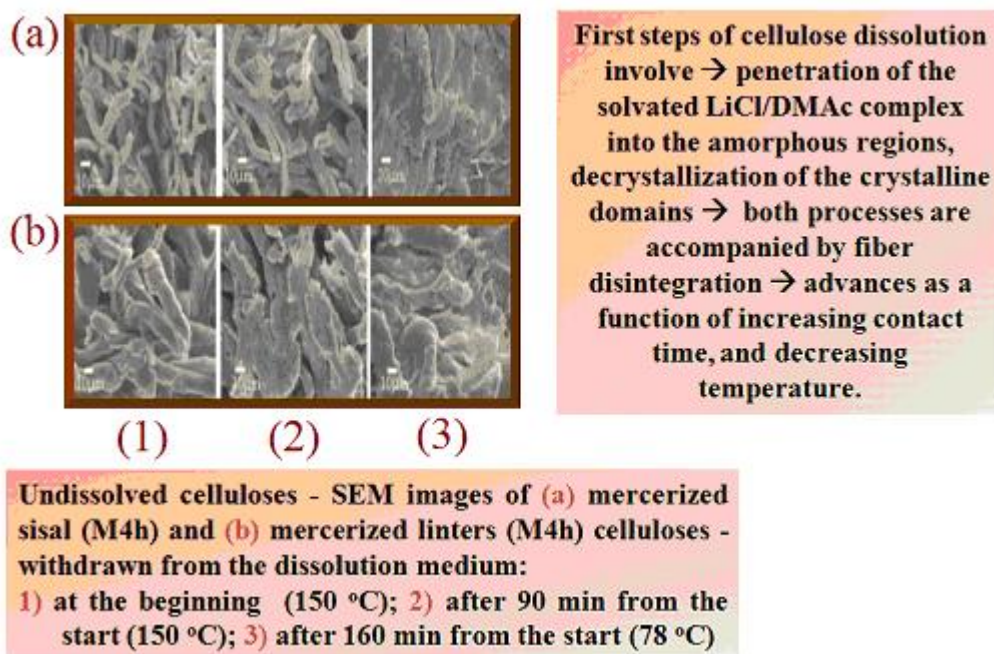 (a)
(b)
(1) (2) (3)
10µm
First steps of cellulose dissolution
involve → penetration of the
solvated LiCl/DMAc complex
into the amorphous regions,
decrystallization of the crystalline
domains → both processes are
accompanied by fiber
disintegration → advances as a
function of increasing contact
time, and decreasing
temperature.
Undissolved celluloses - SEM images of (a) mercerized
sisal (M4h) and (b) mercerized linters (M4h) celluloses -
withdrawn from the dissolution medium:
1) at the beginning (150 ºC); 2) after 90 min from the
start (150 ºC); 3) after 160 min from the start (78 ºC)